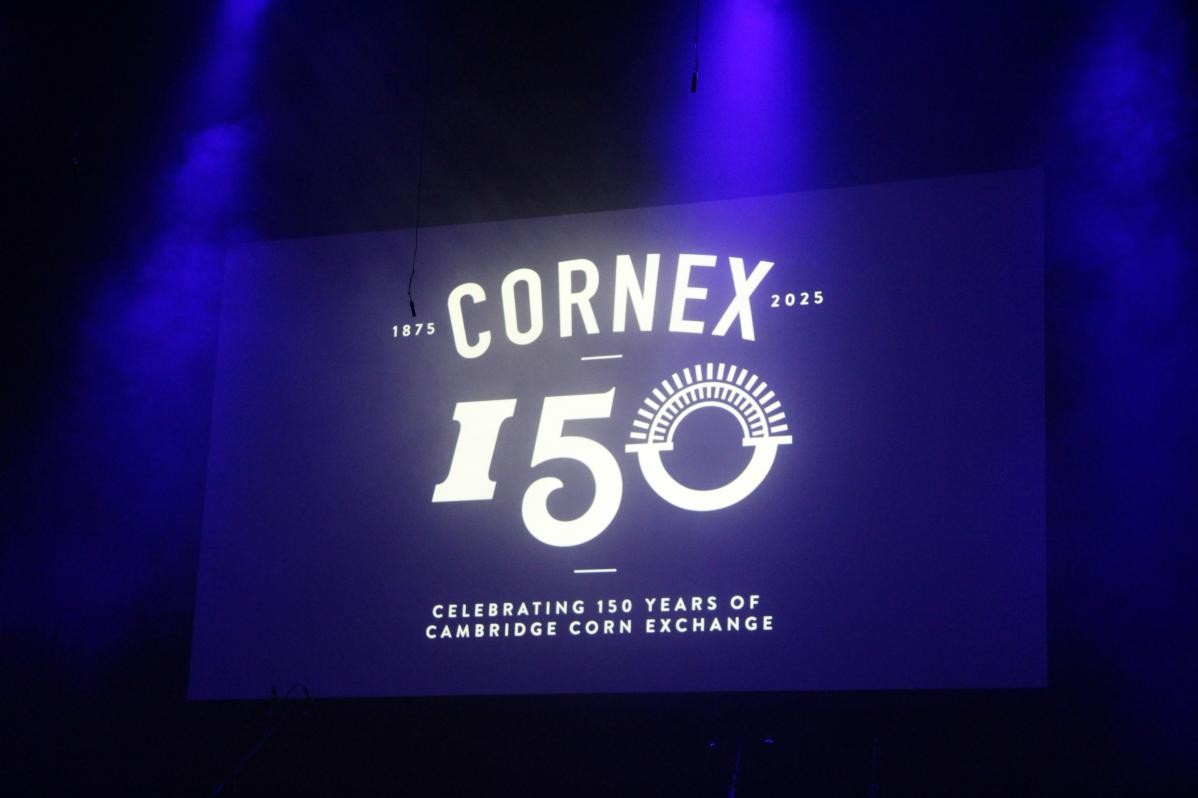 CORNEX
1875 2025
150
CELEBRATING 150 YEARS OF
CAMBRIDGE CORN EXCHANGE